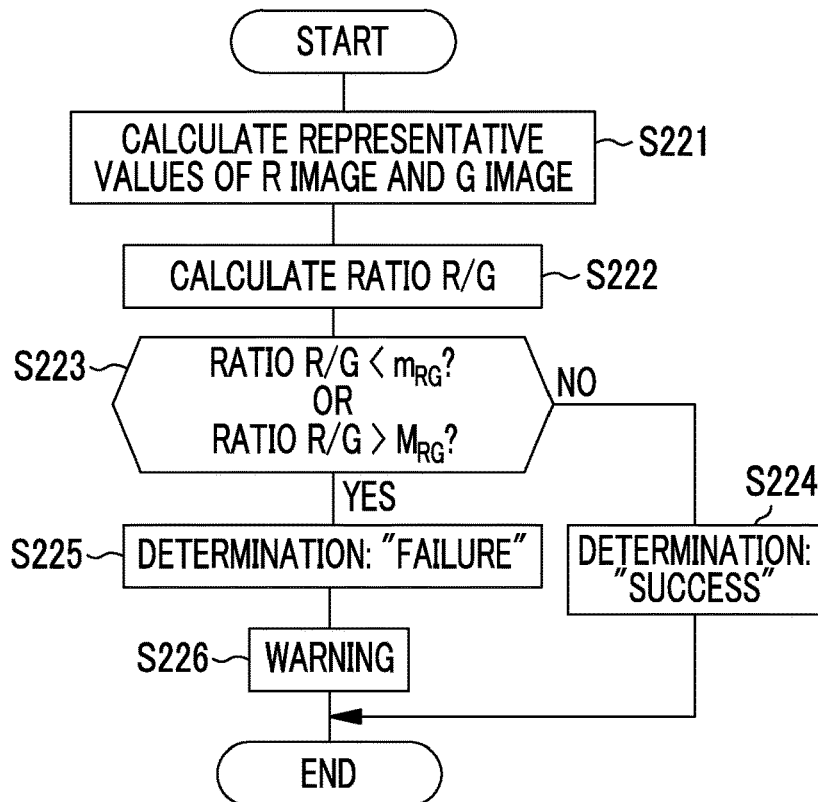 START
CALCULATE REPRESENTATIVE
VALUES OF R IMAGE AND G IMAGE
S221
CALCULATE RATIO R/G
S222
S223
RATIO R/G < mRG?
OR
RATIO R/G > MRG?
NO
YES
S224
S225
DETERMINATION: "FAILURE"
DETERMINATION:
"SUCCESS"
S226
WARNING
END